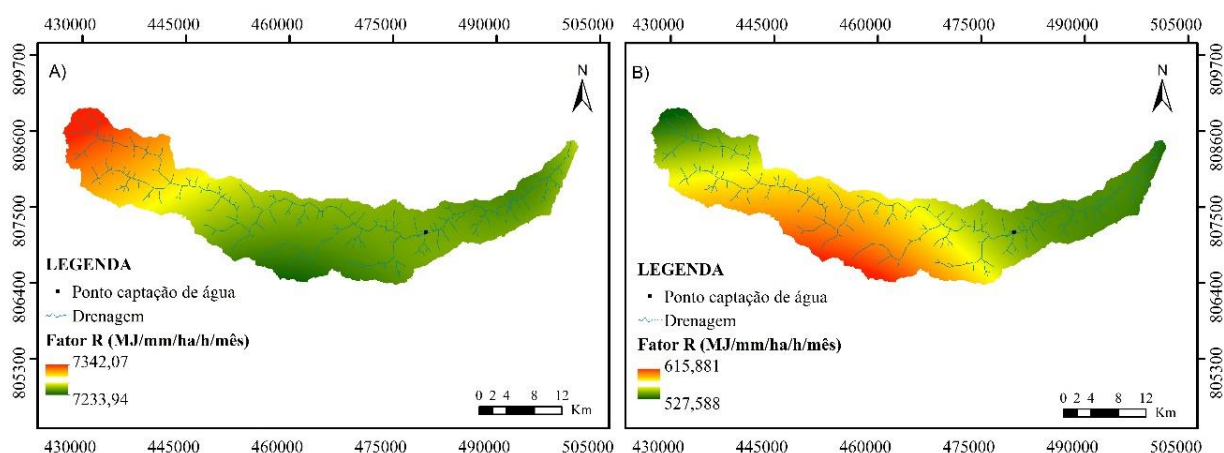 430000 445000 460000 475000 490000 505000
809700
808600
807500
806400
805300
A)
N
LEGENDA
Ponto captação de água
Drenagem
Fator R (MJ/mm/ha/h/mês)
7342,07
7233,94
0 2 4 8 12
Km
430000 445000 460000 475000 490000 505000
430000 445000 460000 475000 490000 505000
B)
N
LEGENDA
Ponto captação de água
Drenagem
Fator R (MJ/mm/ha/h/mês)
615,881
527,588
0 2 4 8 12
Km
809700
808600
807500
806400
805300
430000 445000 460000 475000 490000 505000